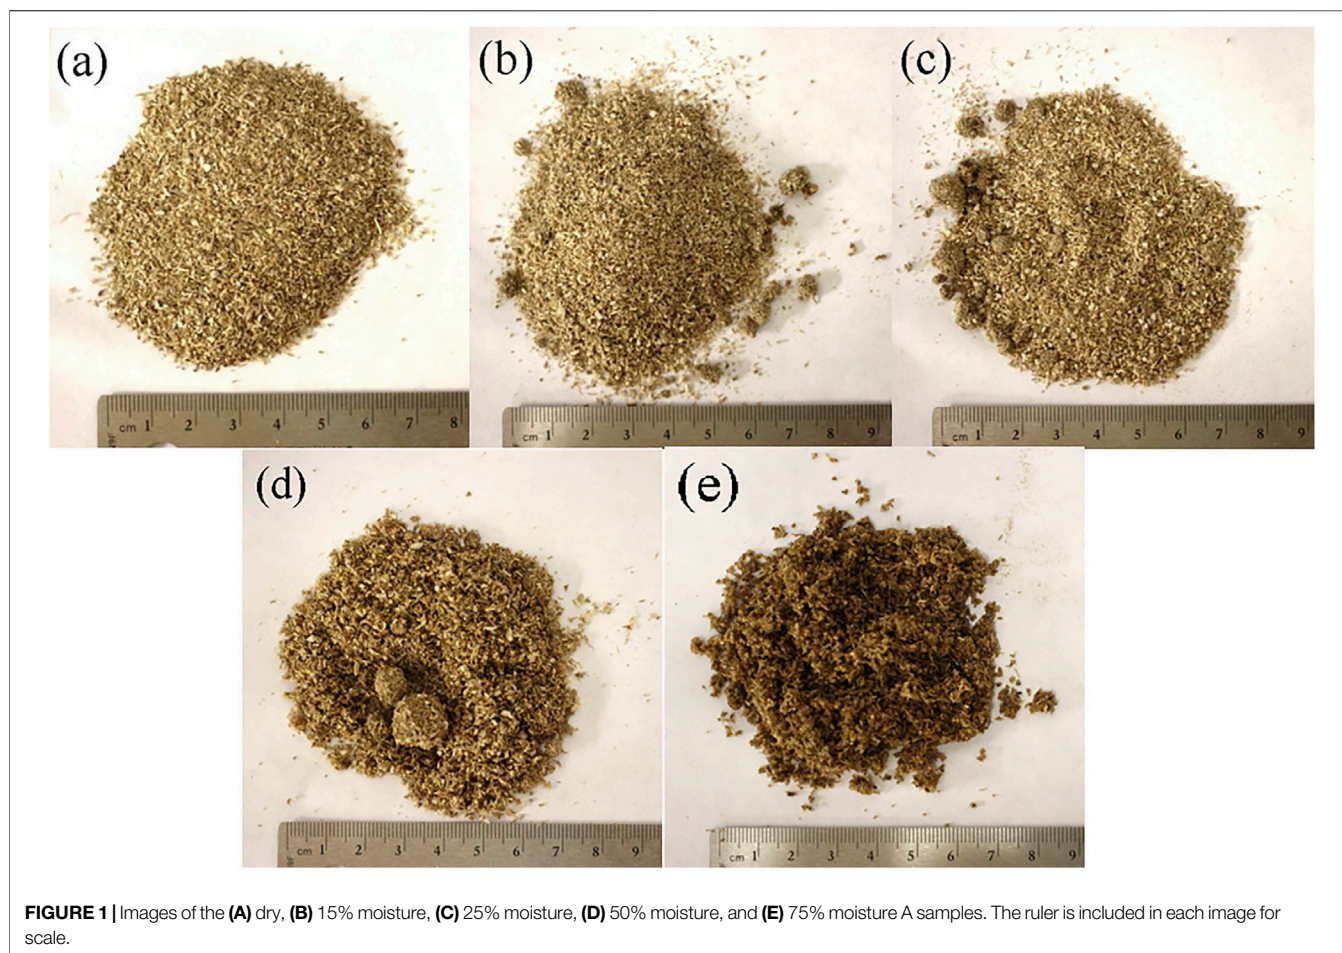 (a)
(b)
(c)
cm 1 2 3 4 5 6 7 8
cm 1 2 3 4 5 6 7 8 9
cm 1 2 3 4 5 6 7 8 9
(d)
(e)
cm 1 2 3 4 5 6 7 8 9
cm 1 2 3 4 5 6 7 8 9
FIGURE 1 | Images of the (A) dry, (B) 15% moisture, (C) 25% moisture, (D) 50% moisture, and (E) 75% moisture A samples. The ruler is included in each image for
scale.